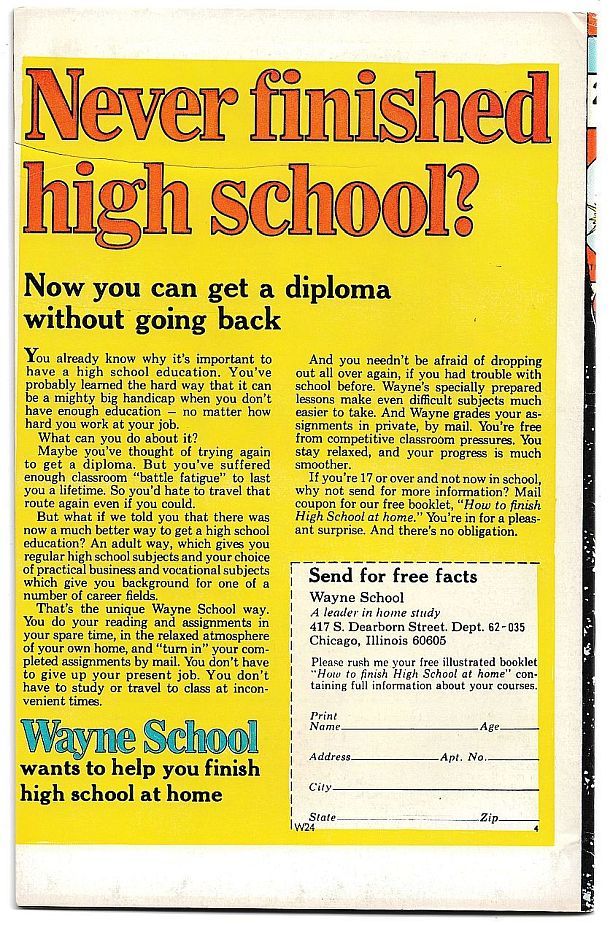 Never finished
high school?
Now you can get a diploma
without going back
You already know why it's important to
have a high school education. You've
probably learned the hard way that it can
be a mighty big handicap when you don't
have enough education — no matter how
hard you work at your job.
What can you do about it?
Maybe you've thought of trying again
to get a diploma. But you've suffered
enough classroom "battle fatigue" to last
you a lifetime. So you'd hate to travel that
route again even if you could.
But what if we told you that there was
now a much better way to get a high school
education? An adult way, which gives you
regular high school subjects and your choice
of practical business and vocational subjects
which give you background for one of a
number of career fields.
That's the unique Wayne School way.
You do your reading and assignments in
your spare time, in the relaxed atmosphere
of your own home, and "turn in" your com-
pleted assignments by mail. You don't have
to give up your present job. You don't
have to study or travel to class at incon-
venient times.
Wayne School
wants to help you finish
high school at home
And you needn't be afraid of dropping
out all over again, if you had trouble with
school before. Wayne's specially prepared
lessons make even difficult subjects much
easier to take. And Wayne grades your as-
signments in private, by mail. You're free
from competitive classroom pressures. You
stay relaxed, and your progress is much
smoother.
If you're 17 or over and not now in school,
why not send for more information? Mail
coupon for our free booklet, "How to finish
High School at home." You're in for a pleas-
ant surprise. And there's no obligation.
Send for free facts
Wayne School
A leader in home study
417 S. Dearborn Street. Dept. 62-035
Chicago, Illinois 60605
Please rush me your free illustrated booklet
"How to finish High School at home" con-
taining full information about your courses.
Print
Name Age
Address Apt. No.
City
State Zip
W24 4